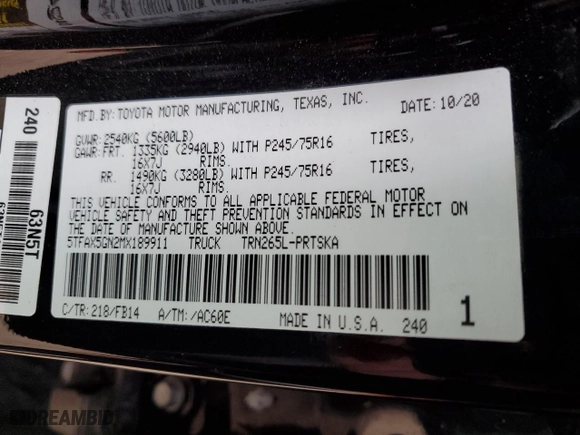 MFD.BY:TOYOTA MOTOR MANUFACTURING, TEXAS, INC. DATE:10/20
GVWR:2540KG (5600LB)
GAWR:FRT. 1335KG (2940LB) WITH P245/75R16 TIRES,
16X7J RIMS.
RR. 1490KG (3280LB) WITH P245/75R16 TIRES,
16X7J RIMS.
THIS VEHICLE CONFORMS TO ALL APPLICABLE FEDERAL MOTOR
VEHICLE SAFETY AND THEFT PREVENTION STANDARDS IN EFFECT ON
THE DATE OF MANUFACTURE SHOWN ABOVE.
5TFAX5GN2MX189911 TRUCK TRN265L-PRTSKA
C/TR:218/FB14 A/TM:/AC60E MADE IN U.S.A. 240 1
240
63N5T
DREAMBID